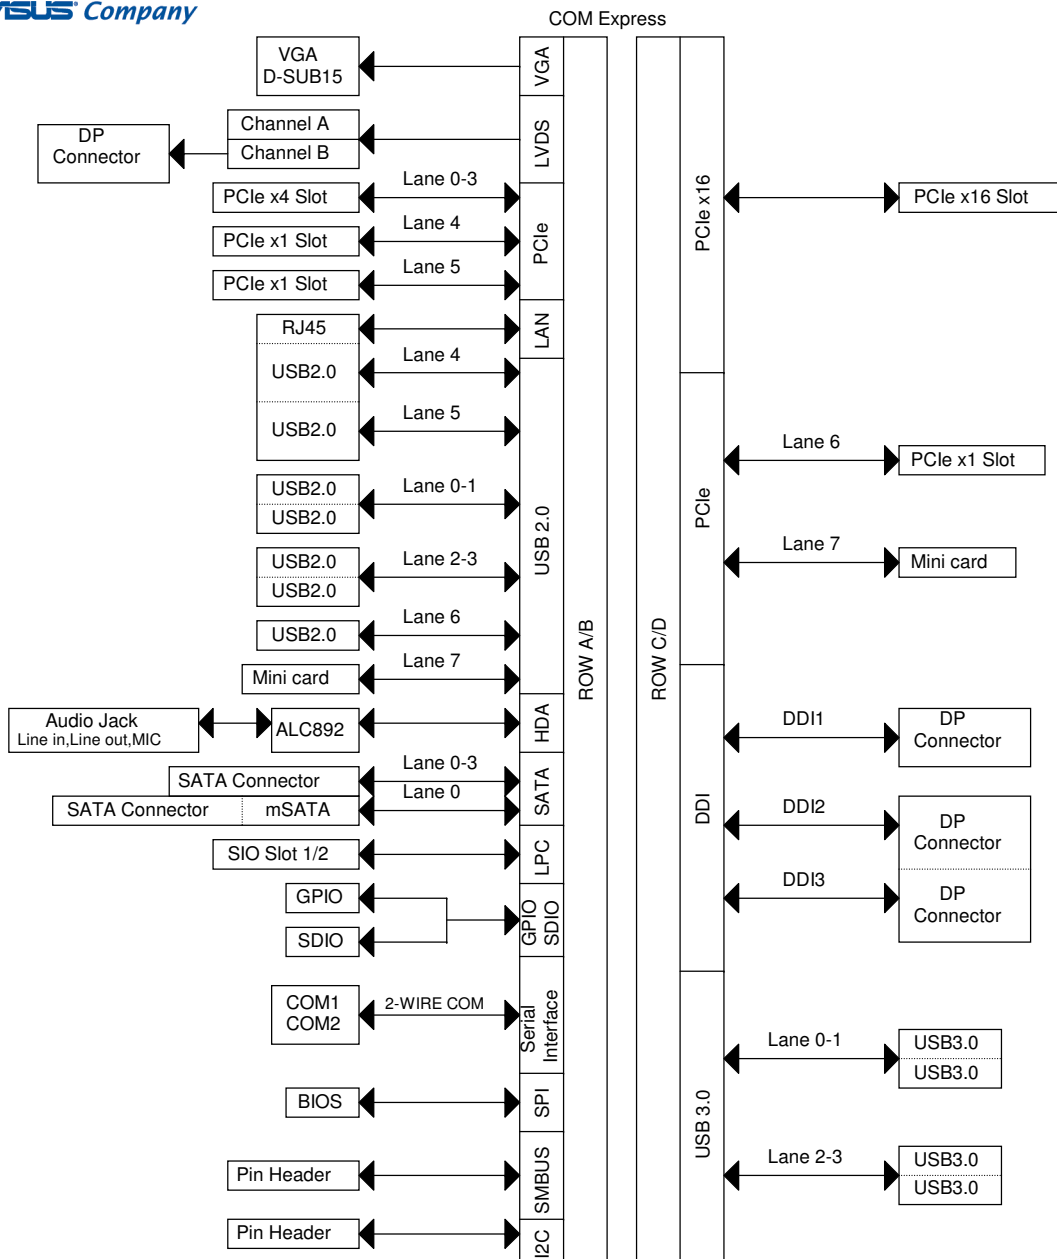 ASUS Company
COM Express
VGA
D-SUB15
VGA
DP
Connector
Channel A
Channel B
LVDS
PCIe x4 Slot
Lane 0-3
PCIe x1 Slot
Lane 4
PCIe x1 Slot
Lane 5
PCIe
RJ45
LAN
USB2.0
Lane 4
USB2.0
Lane 5
USB2.0
USB2.0
Lane 0-1
USB2.0
USB2.0
Lane 2-3
USB2.0
Lane 6
Mini card
Lane 7
USB 2.0
Audio Jack
Line in,Line out,MIC
ALC892
HDA
SATA Connector
Lane 0-3
SATA Connector
mSATA
Lane 0
SATA
SIO Slot 1/2
LPC
GPIO
SDIO
GPIO
SDIO
COM1
COM2
2-WIRE COM
Serial
Interface
BIOS
SPI
Pin Header
SMBUS
Pin Header
I2C
ROW A/B
ROW C/D
PCIe x16
PCIe x16 Slot
PCIe
Lane 6
PCIe x1 Slot
Lane 7
Mini card
DDI
DDI1
DP
Connector
DDI2
DP
Connector
DDI3
DP
Connector
USB 3.0
Lane 0-1
USB3.0
USB3.0
Lane 2-3
USB3.0
USB3.0